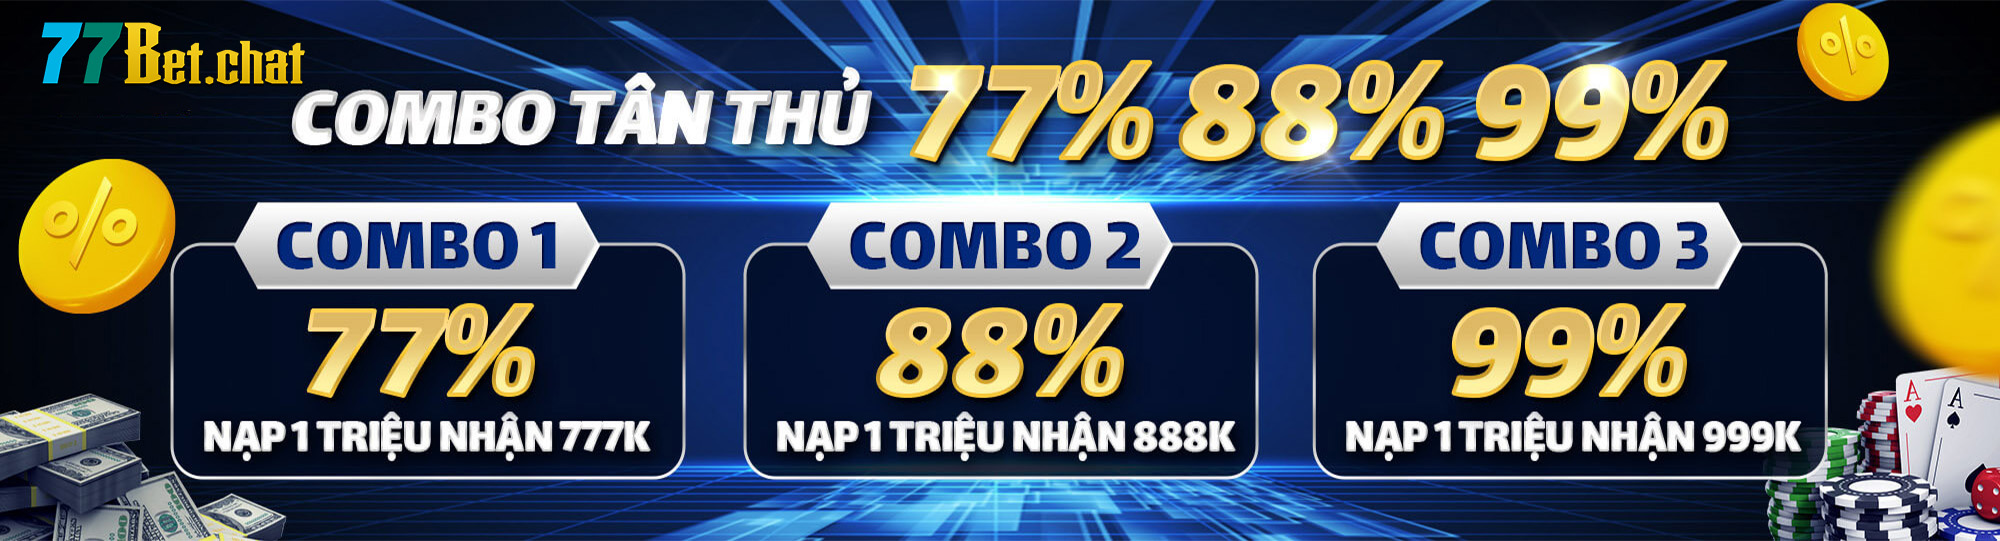 77Bet.chat
COMBO TÂN THỦ 77% 88% 99%
COMBO 1
77%
NẠP 1 TRIỆU NHẬN 777K
COMBO 2
88%
NẠP 1 TRIỆU NHẬN 888K
COMBO 3
99%
NẠP 1 TRIỆU NHẬN 999K
%
%
A
A